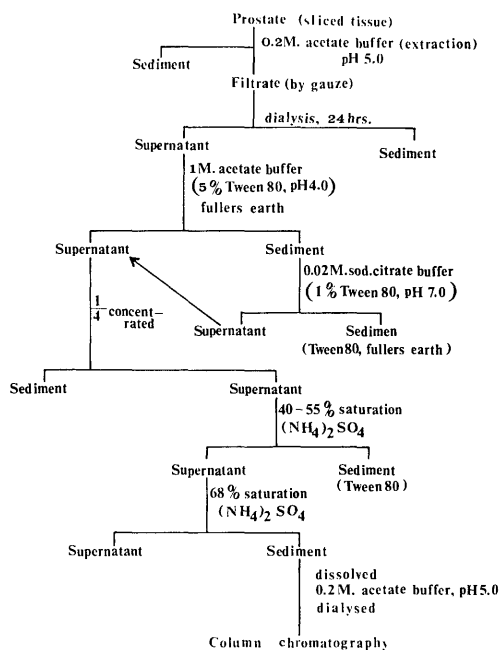 Prostate (sliced tissue)
0.2M. acetate buffer (extraction)
pH 5.0
Sediment
Filtrate (by gauze)
dialysis, 24 hrs.
Supernatant
Sediment
1M. acetate buffer
(5% Tween 80, pH4.0)
fullers earth
Supernatant
Sediment
0.02M.sod.citrate buffer
(1% Tween 80, pH 7.0)
1/4 concent-
rated
Supernatant
Sedimen
(Tween80, fullers earth)
Sediment
Supernatant
40-55% saturation
(NH4)2 SO4
Supernatant
Sediment
(Tween80)
68% saturation
(NH4)2 SO4
Supernatant
Sediment
dissolved
0.2M. acetate buffer, pH5.0
dialysed
Column chromatography